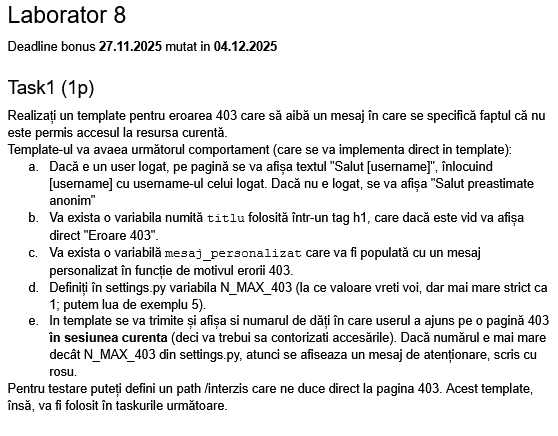 Laborator 8
Deadline bonus 27.11.2025 mutat in 04.12.2025
Task1 (1p)
Realizați un template pentru eroarea 403 care să aibă un mesaj în care se specifică faptul că nu
este permis accesul la resursa curentă.
Template-ul va avaea următorul comportament (care se va implementa direct in template):
a. Dacă e un user logat, pe pagină se va afișa textul "Salut [username]", înlocuind
[username] cu username-ul celui logat. Dacă nu e logat, se va afișa "Salut preastimate
anonim"
b. Va exista o variabila numită titlu folosită într-un tag h1, care dacă este vid va afișa
direct "Eroare 403".
c. Va exista o variabilă mesaj_personalizat care va fi populată cu un mesaj
personalizat în funcție de motivul erorii 403.
d. Definiți în settings.py variabila N_MAX_403 (la ce valoare vreti voi, dar mai mare strict ca
1; putem lua de exemplu 5).
e. In template se va trimite și afișa si numarul de dăți în care userul a ajuns pe o pagină 403
în sesiunea curenta (deci va trebui sa contorizati accesările). Dacă numărul e mai mare
decât N_MAX_403 din settings.py, atunci se afiseaza un mesaj de atenționare, scris cu
rosu.
Pentru testare puteți defini un path /interzis care ne duce direct la pagina 403. Acest template,
însă, va fi folosit în taskurile următoare.